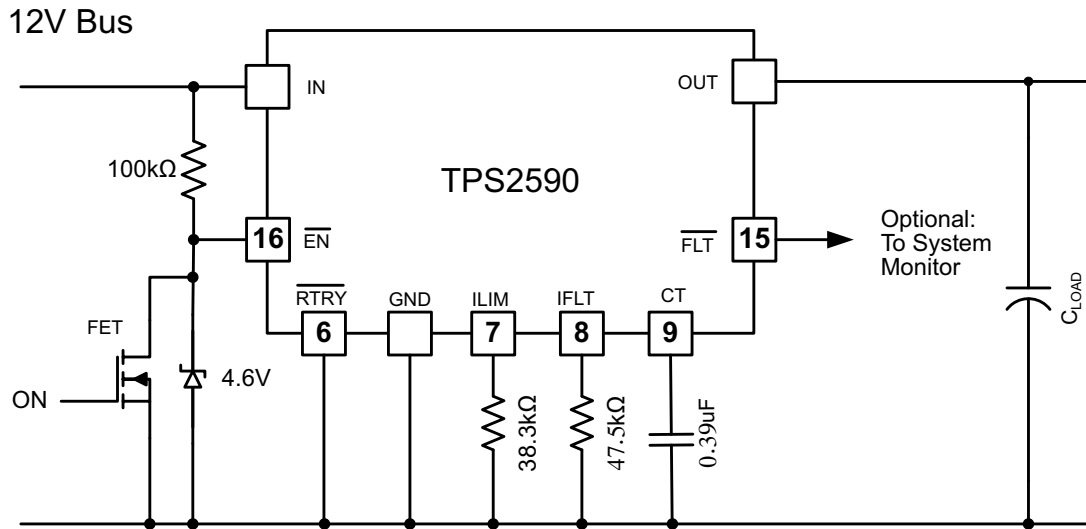 12V Bus
IN
OUT
100kΩ
TPS2590
16
EN
FLT
15
Optional:
To System
Monitor
RTRY
GND
ILIM
IFLT
CT
6
7
8
9
FET
4.6V
ON
38.3kΩ
47.5kΩ
0.39uF
CLOAD